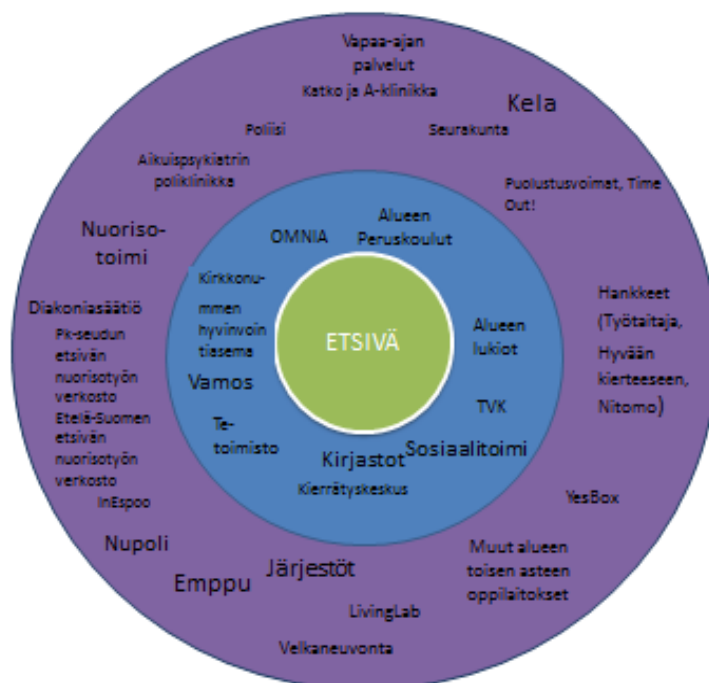 Vapaa-ajan
palvelut
Katko ja A-klinikka
Kela
Poliisi
Seurakunta
Aikuispsykiatrin
poliklinikka
Puolustusvoimat, Time
Out!
Nuoriso-
toimi
OMNIA
Alueen
Peruskoulut
Kirkkonu-
mmen
hyvinvoin
tiasema
ETSIVÄ
Alueen
lukiot
Hankkeet
(Työtaitaja,
Hyvään
kierteeseen,
Nitomo)
Diakoniasäätiö
Pk-seudun
etsivän
nuorisotyön
verkosto
Etelä-Suomen
etsivän
nuorisotyön
verkosto
InEspoo
Vamos
TVK
Te-
toimisto
Kirjastot
Sosiaalitoimi
Kierrätyskeskus
YesBox
Nupoli
Emppu
Järjestöt
Muut alueen
toisen asteen
oppilaitokset
LivingLab
Velkaneuvonta